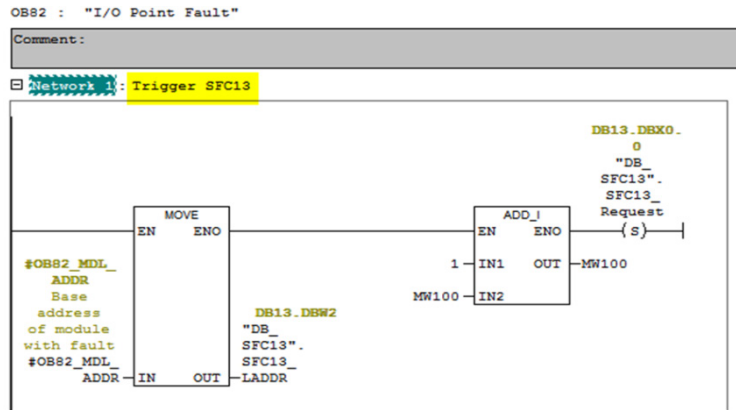 OB82 : "I/O Point Fault"
Comment:
Network 1: Trigger SFC13
DB13.DBX0.
0
"DB_
SFC13".
SFC13_
Request
MOVE
ADD_I
EN ENO
EN ENO
(S)
#OB82_MDL_
ADDR
Base
address
of module
with fault
#OB82_MDL_
ADDR
IN OUT
DB13.DBW2
"DB_
SFC13".
SFC13_
LADDR
1
IN1 OUT
MW100
MW100
IN2